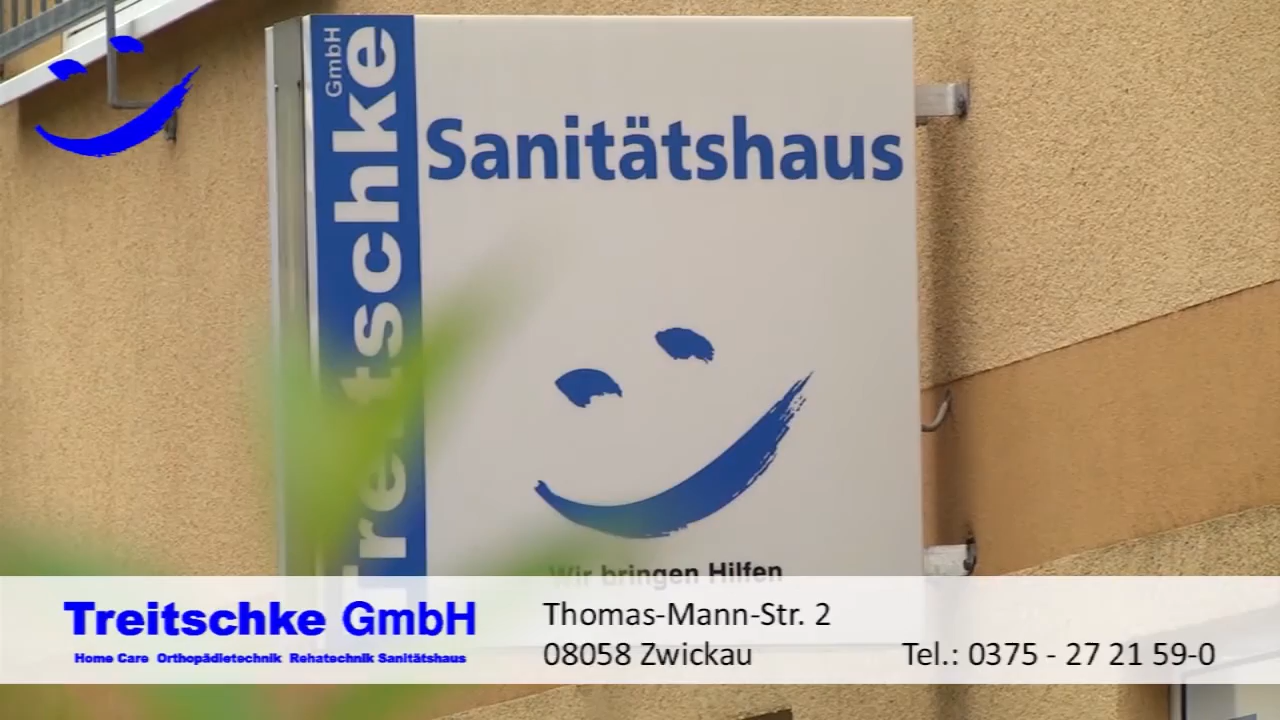 Treitschke GmbH
Sanitätshaus
Wir bringen Hilfen
Treitschke GmbH
Home Care Orthopädietechnik Rehatechnik Sanitätshaus
Thomas-Mann-Str. 2
08058 Zwickau
Tel.: 0375 - 27 21 59-0